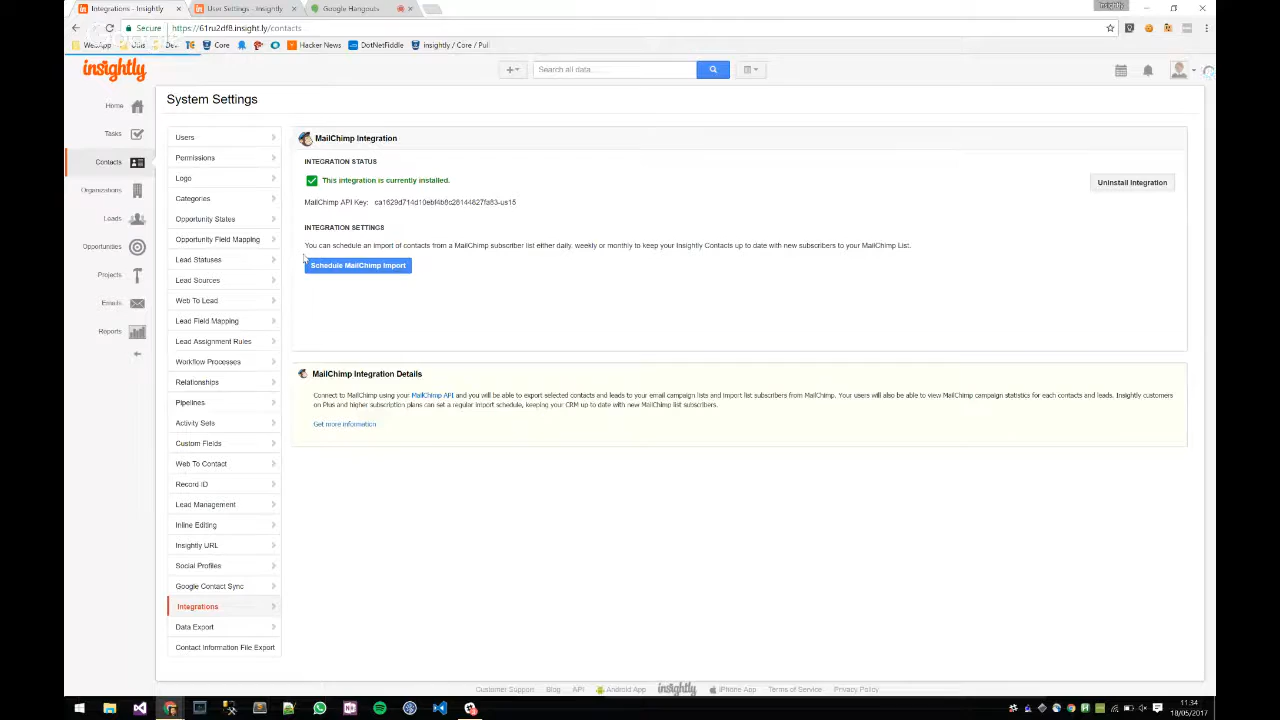 Integrations - Insightly
User Settings - Insightly
Google Hangouts
insightly
Secure
https://61ru2df8.insight.ly/contacts
WebApp
Utils
Dev
Core
Hacker News
DotNetFiddle
insightly / Core / Pull
insightly
Search all data.....
Home
Tasks
Contacts
Organizations
Leads
Opportunities
Projects
Emails
Reports
System Settings
Users
Permissions
Logo
Categories
Opportunity Status
Opportunity Field Mapping
Lead Statuses
Lead Sources
Web To Lead
Lead Field Mapping
Lead Assignment Rules
Workflow Processes
Relationships
Pipelines
Activity Sets
Custom Fields
Web To Contact
Record ID
Lead Management
Inline Editing
Insightly URL
Social Profiles
Google Contact Sync
Integrations
Data Export
Contact Information File Export
MailChimp Integration
INTEGRATION STATUS
This integration is currently installed.
Uninstall Integration
MailChimp API Key: ca1629d714d10ebf4b8c28144827fa83-us15
INTEGRATION SETTINGS
You can schedule an import of contacts from a MailChimp subscriber list either daily, weekly or monthly to keep your Insightly Contacts up to date with new subscribers to your MailChimp List.
Schedule MailChimp Import
MailChimp Integration Details
Connect to MailChimp using your MailChimp API and you will be able to export selected contacts and leads to your email campaign lists and import list subscribers from MailChimp. Your users will also be able to view MailChimp campaign statistics for each contacts and leads. Insightly customers
on Plus and higher subscription plans can set a regular import schedule, keeping your CRM up to date with new MailChimp list subscribers.
Get more information
Customer Support
Blog
API
Android App
insightly
iPhone App
Terms of Service
Privacy Policy
11:34
18/05/2017